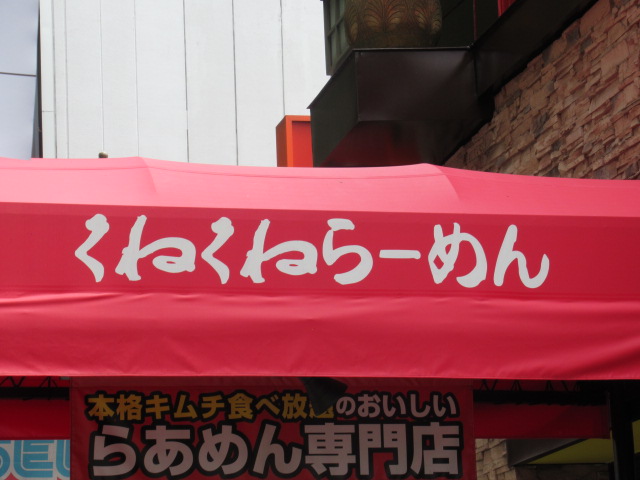 くねくねらーめん
本格キムチ食べ放題のおいしい
らあめん専門店